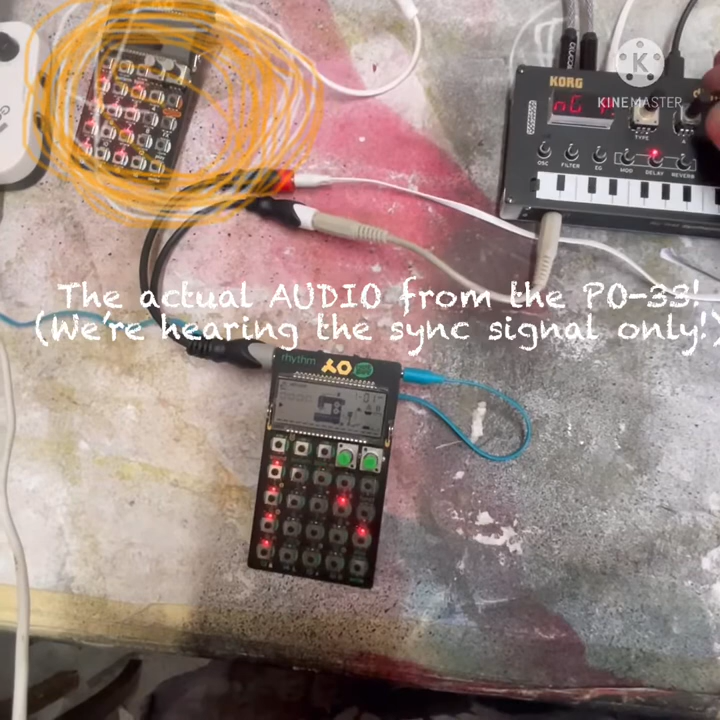 KORG
KINEMASTER
TYPE
OSC FILTER EG MOD DELAY REVERB
The actual AUDIO from the PO-33!
(We're hearing the sync signal only!)
rhythm